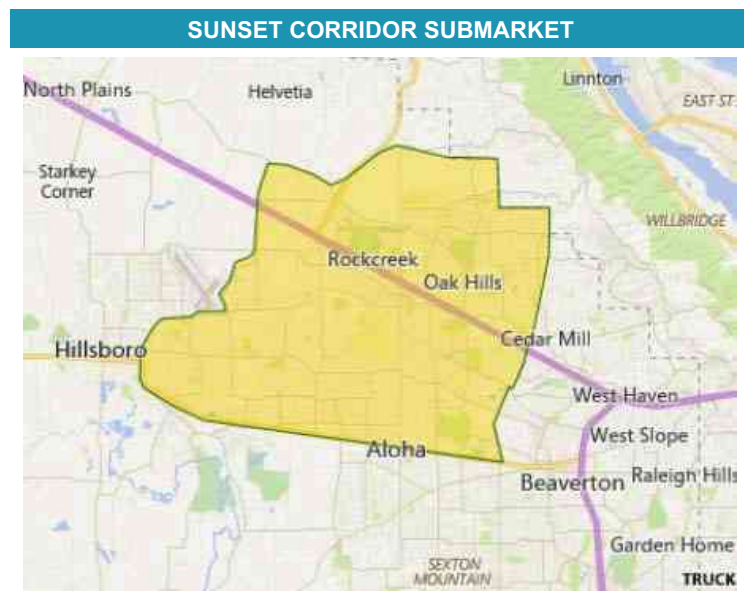 SUNSET CORRIDOR SUBMARKET
Linnton
North Plains
Helvetia
EAST ST
Starkey
Corner
WILLBRIDGE
Rockcreek
Oak Hills
Cedar Mill
Hillsboro
West Haven
West Slope
Aloha
Raleigh Hills
Beaverton
Garden Home
SEXTON
MOUNTAIN
TRUCK